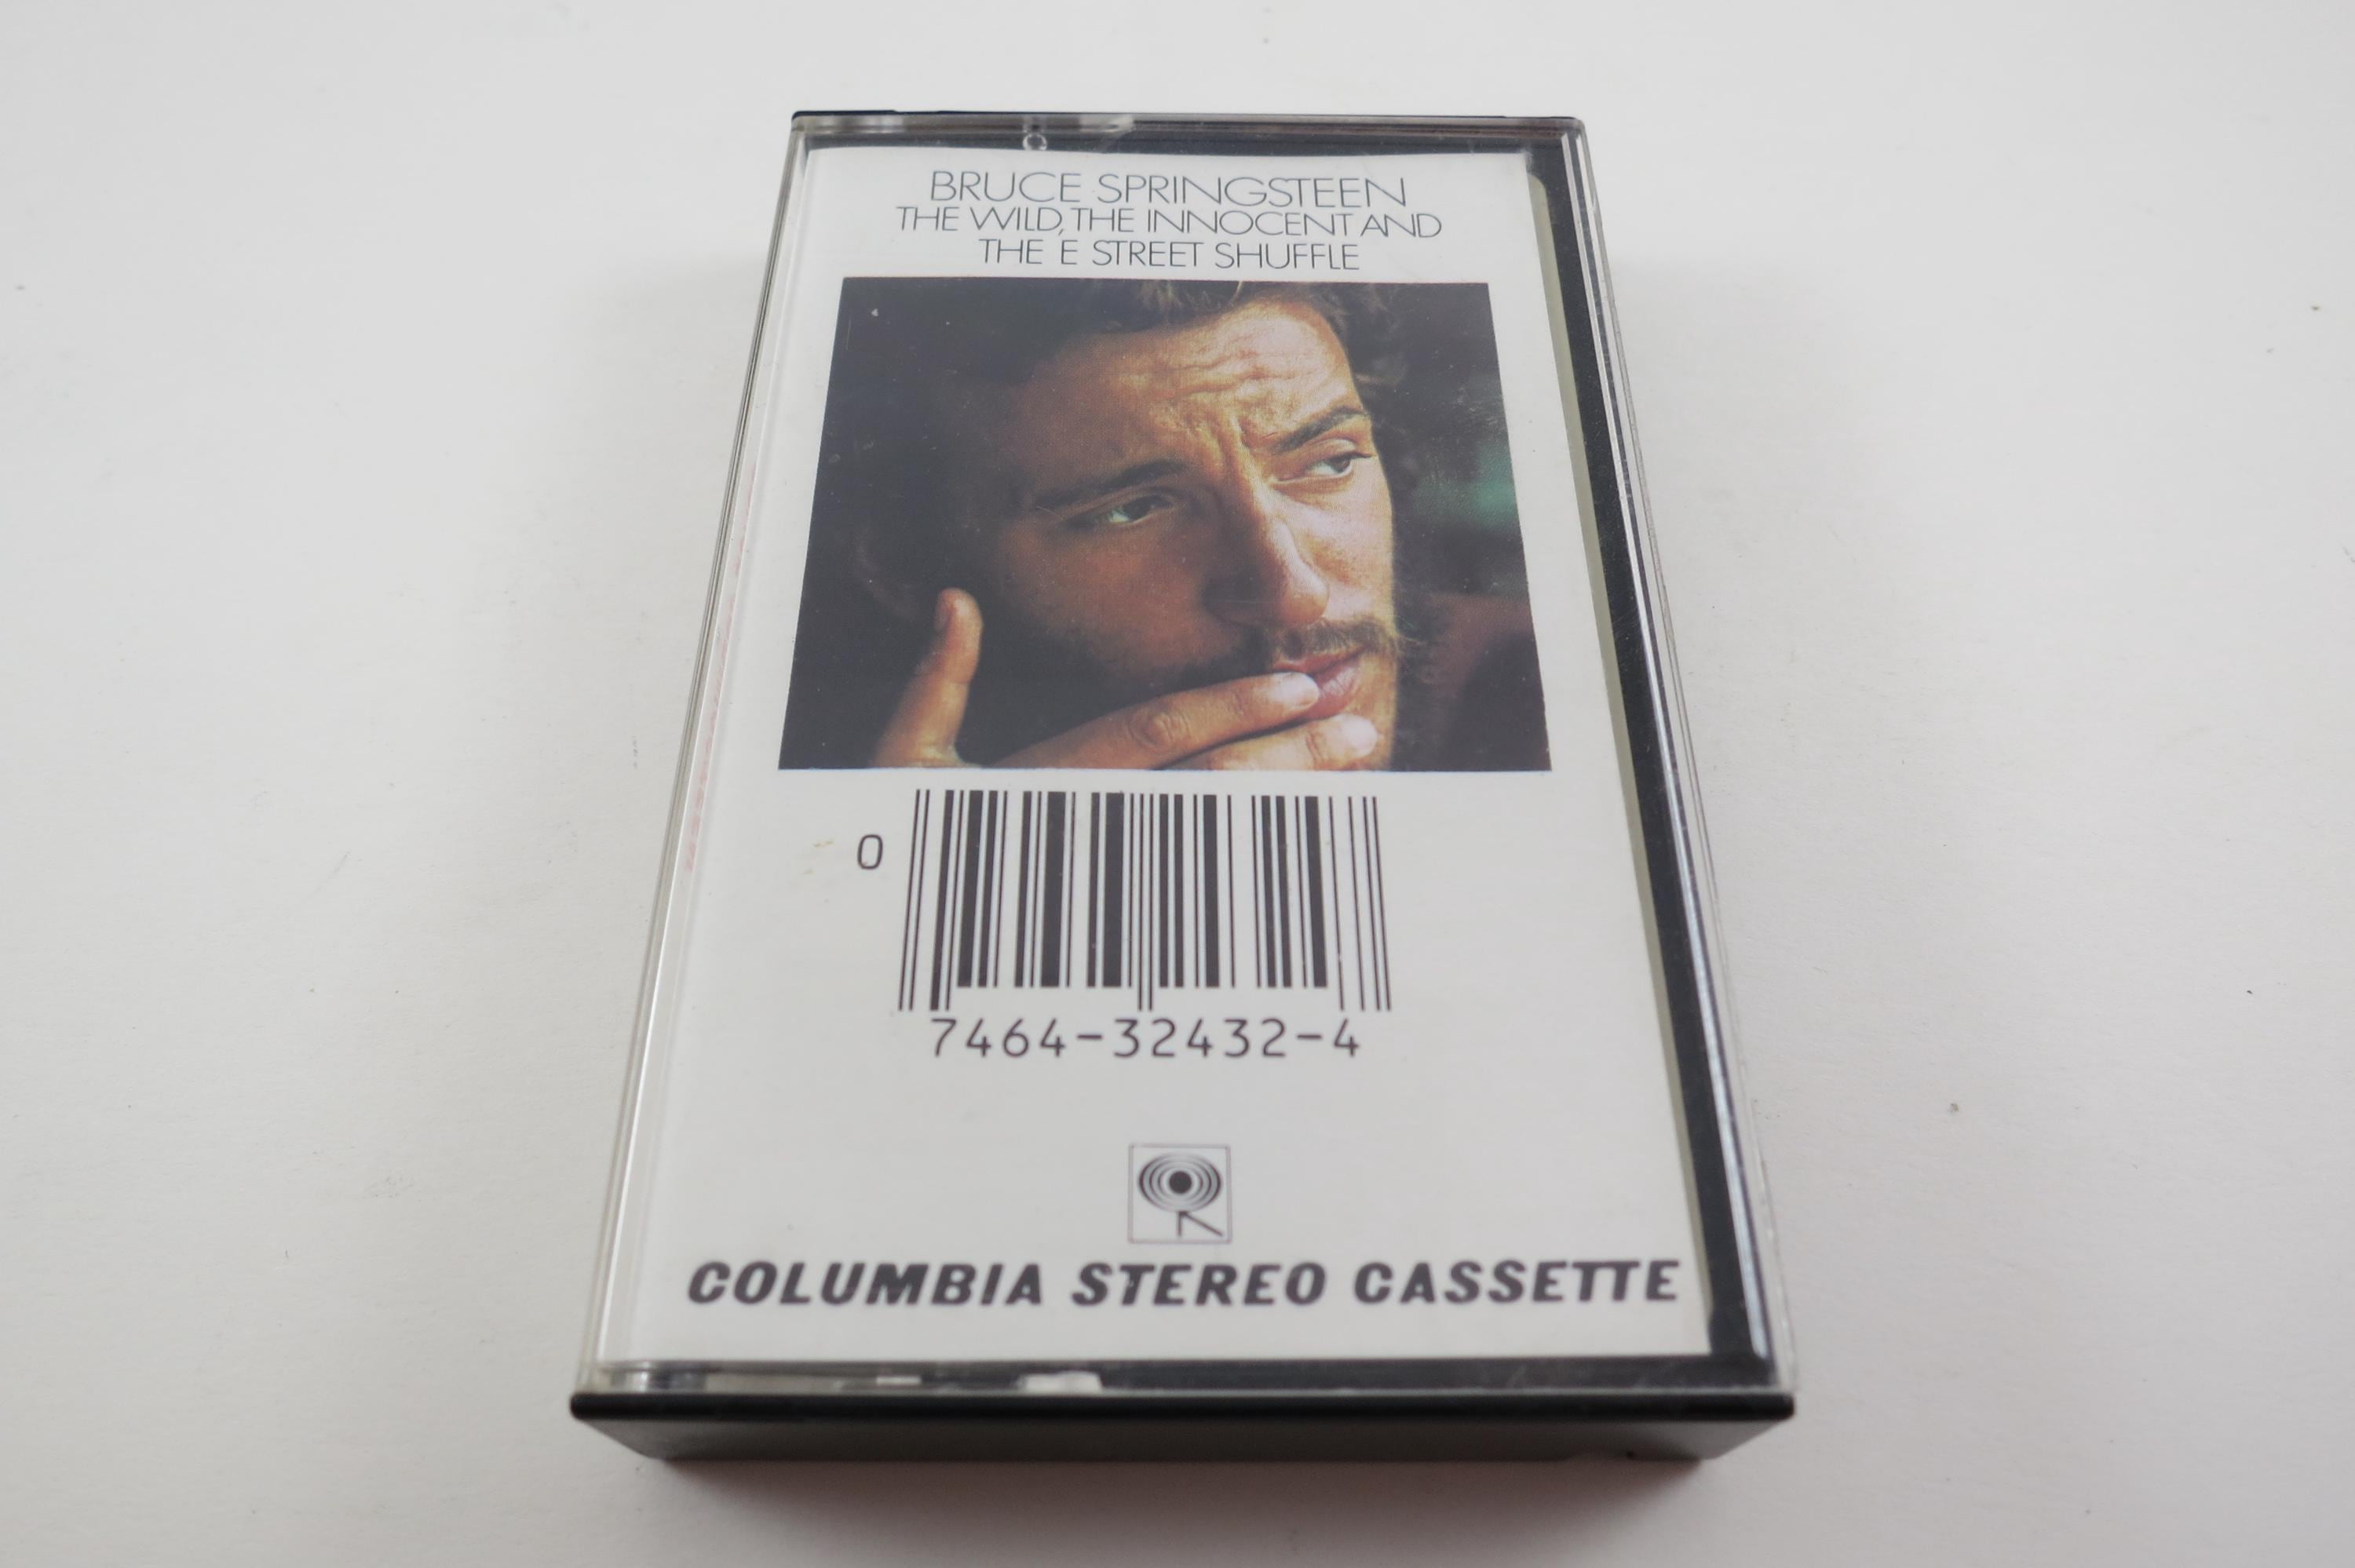 BRUCE SPRINGSTEEN
THE WILD, THE INNOCENT AND
THE E STREET SHUFFLE
0
7464-32432-4
COLUMBIA STEREO CASSETTE